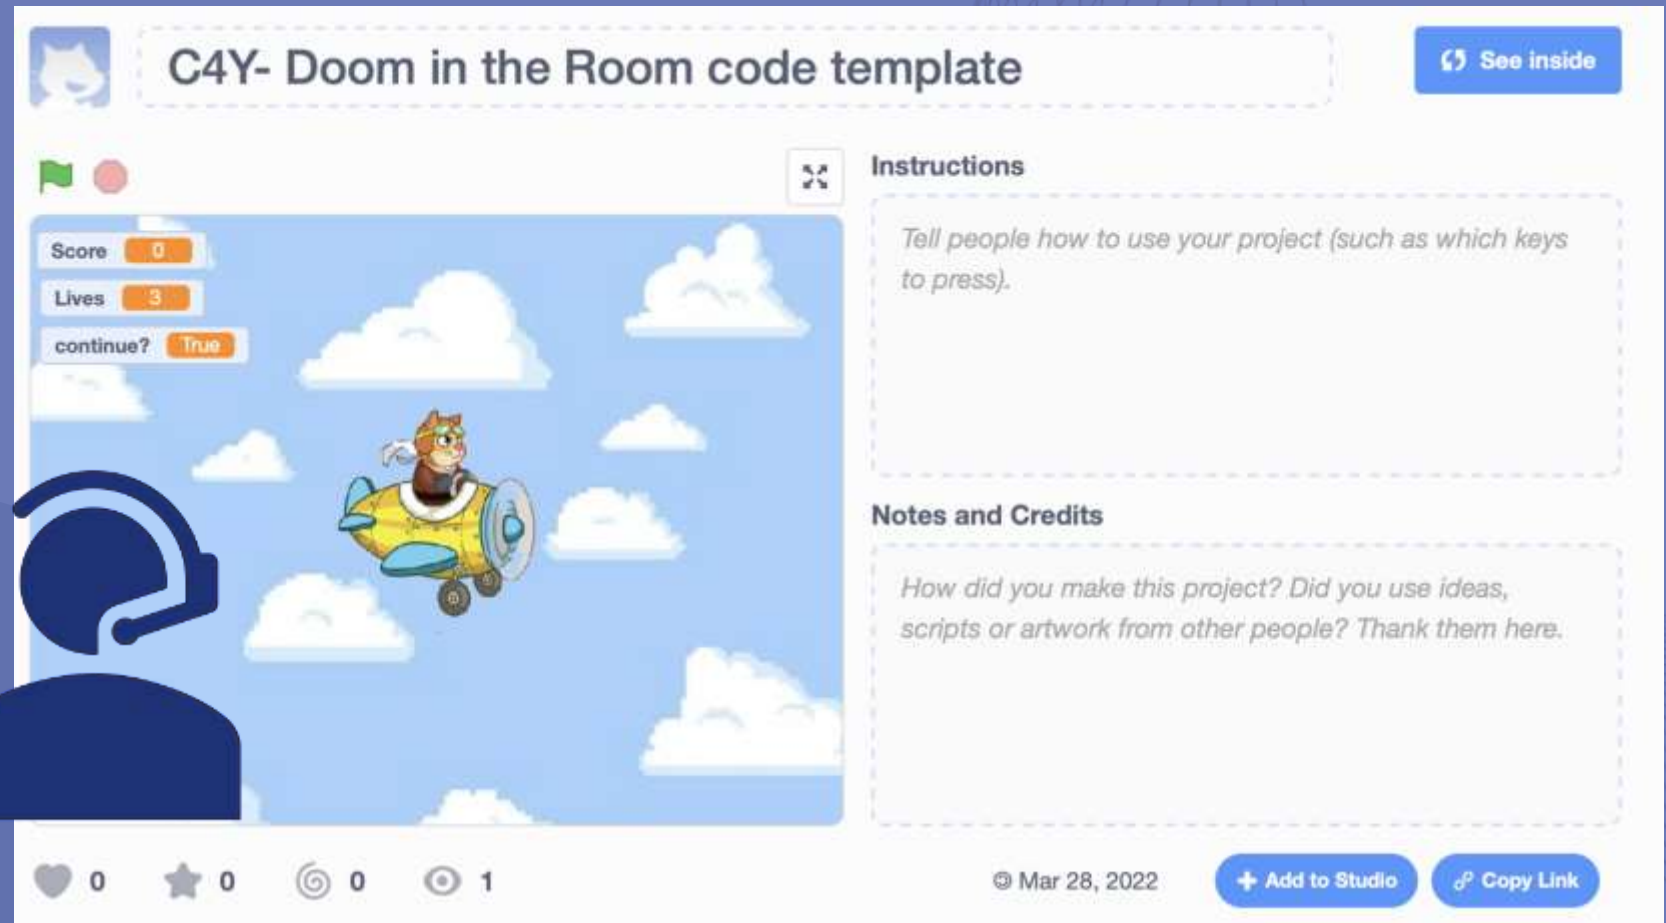 C4Y- Doom in the Room code template
See inside
Instructions
Tell people how to use your project (such as which keys
to press).
Score 0
Lives 3
continue? True
Notes and Credits
How did you make this project? Did you use ideas,
scripts or artwork from other people? Thank them here.
0 0 0 1
© Mar 28, 2022
Add to Studio
Copy Link